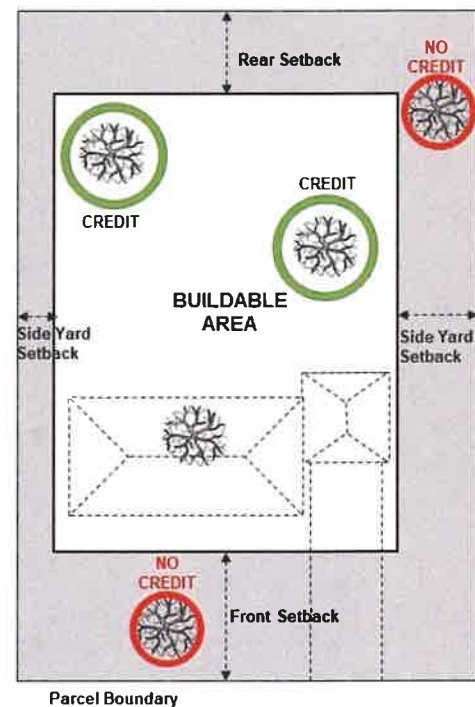 Rear Setback
NO
CREDIT
CREDIT
CREDIT
BUILDABLE
AREA
Side Yard
Setback
Side Yard
Setback
NO
CREDIT
Front Setback
Parcel Boundary